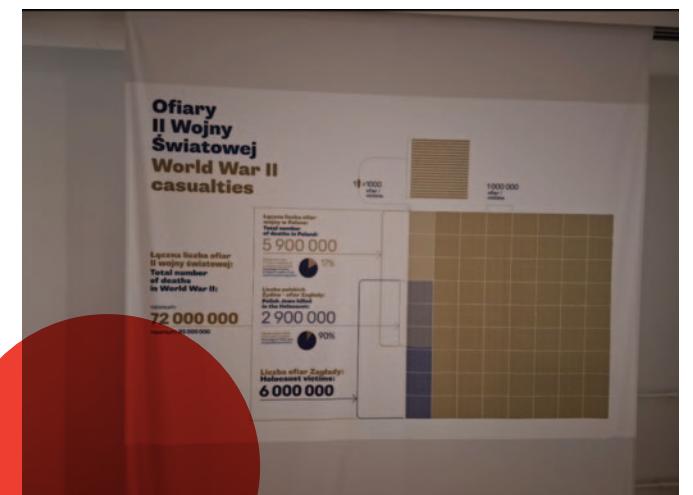 Ofiary
II Wojny
Światowej
World War II
casualties
1 000 000
ofiar /
victims
Łączna liczba ofiar
wojny w Polsce:
Total number
of deaths in Poland:
5 900 000
17%
Łączna liczba ofiar
II wojny światowej:
Total number
of deaths
in World War II:
72 000 000
Liczba polskich
Żydów - ofiar Zagłady:
Polish Jews killed
in the Holocaust:
2 900 000
90%
Liczba ofiar Zagłady:
Holocaust victims:
6 000 000